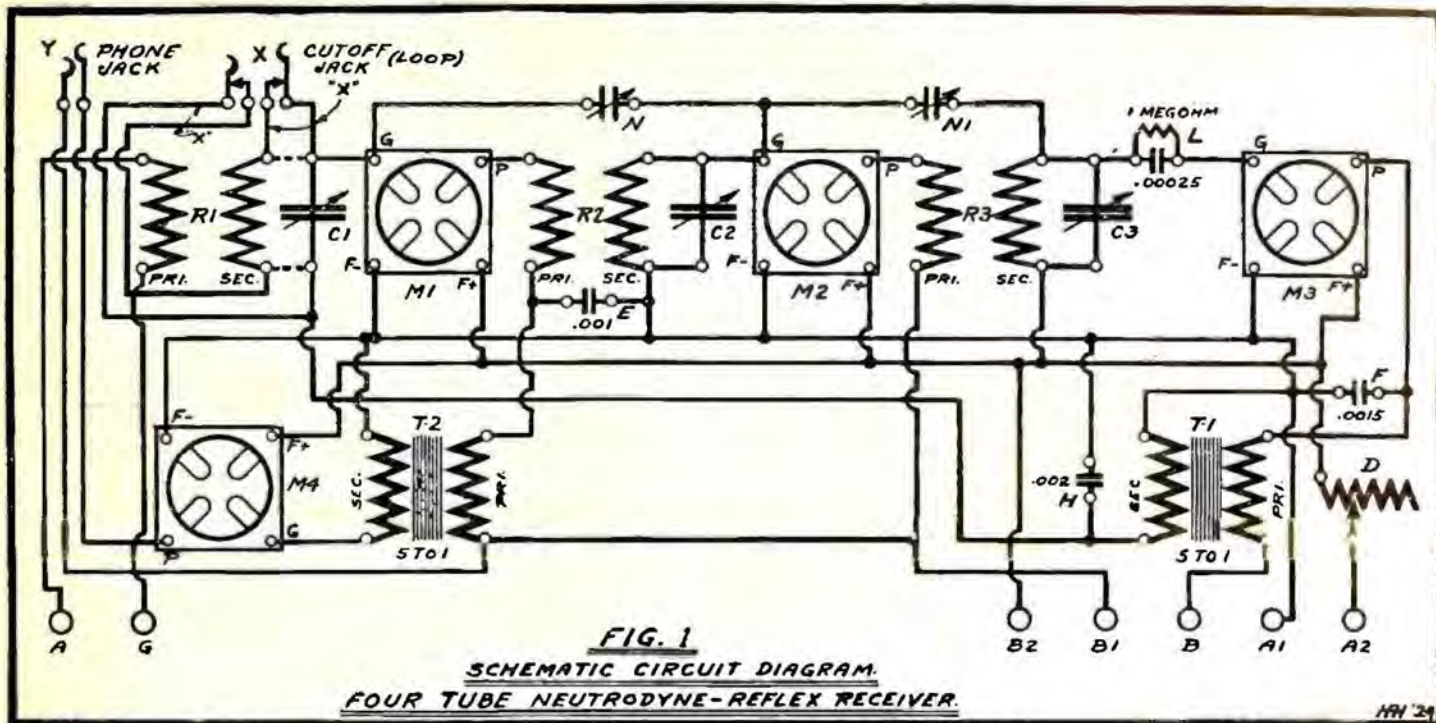 Y PHONE JACK
X CUTOFF JACK (LOOP)
"X"
"X"
N
N1
1 MEGOHM
L
.00025
G
P
G
P
G
P
R1
C1
R2
C2
R3
C3
F-
F+
F-
F+
F-
F+
PRI.
SEC.
M1
PRI.
SEC.
M2
PRI.
SEC.
M3
.001
E
F
.0015
F-
F+
M4
P
G
T-2
SEC.
PRI.
5 TO 1
.002
H
T-1
SEC
PRI.
5 TO 1
D
A
G
B2
B1
B
A1
A2
FIG. 1
SCHEMATIC CIRCUIT DIAGRAM.
FOUR TUBE NEUTRODYNE-REFLEX RECEIVER.